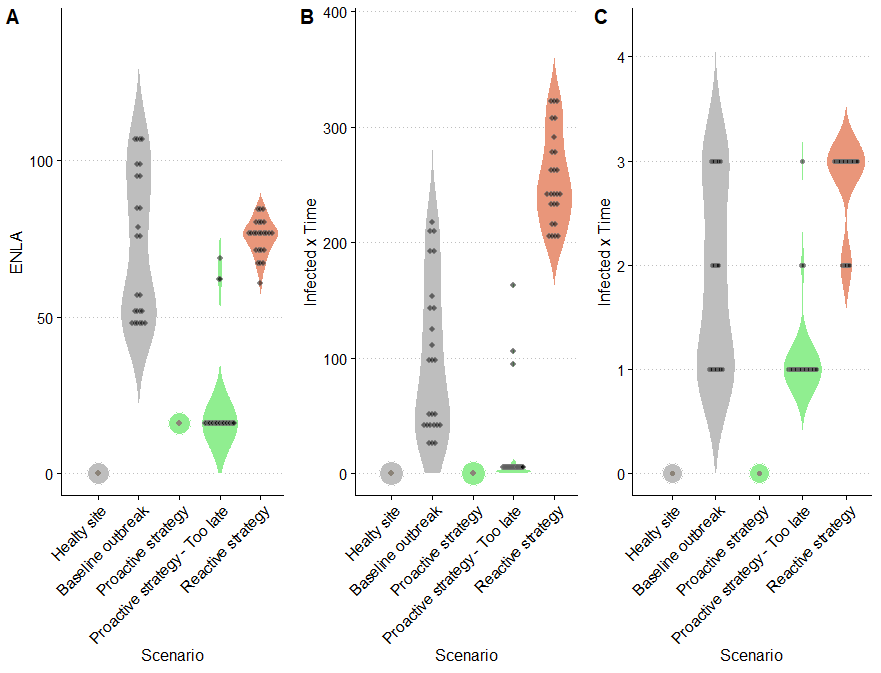 A
ENLA
100
50
0
Healty site
Baseline outbreak
Proactive strategy
Proactive strategy - Too late
Reactive strategy
Scenario
B
Infected x Time
400
300
200
100
0
Healty site
Baseline outbreak
Proactive strategy
Proactive strategy - Too late
Reactive strategy
Scenario
C
Infected x Time
4
3
2
1
0
Healty site
Baseline outbreak
Proactive strategy
Proactive strategy - Too late
Reactive strategy
Scenario